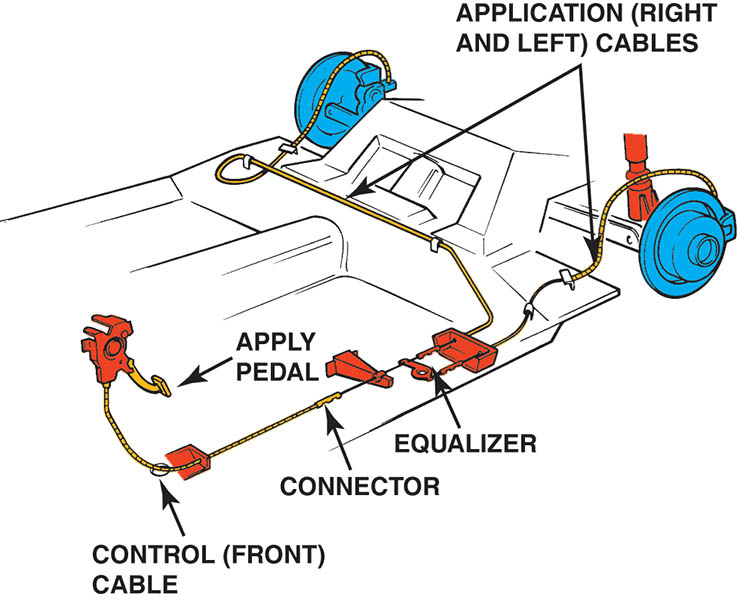 APPLICATION (RIGHT
AND LEFT) CABLES
APPLY
PEDAL
EQUALIZER
CONNECTOR
CONTROL (FRONT)
CABLE